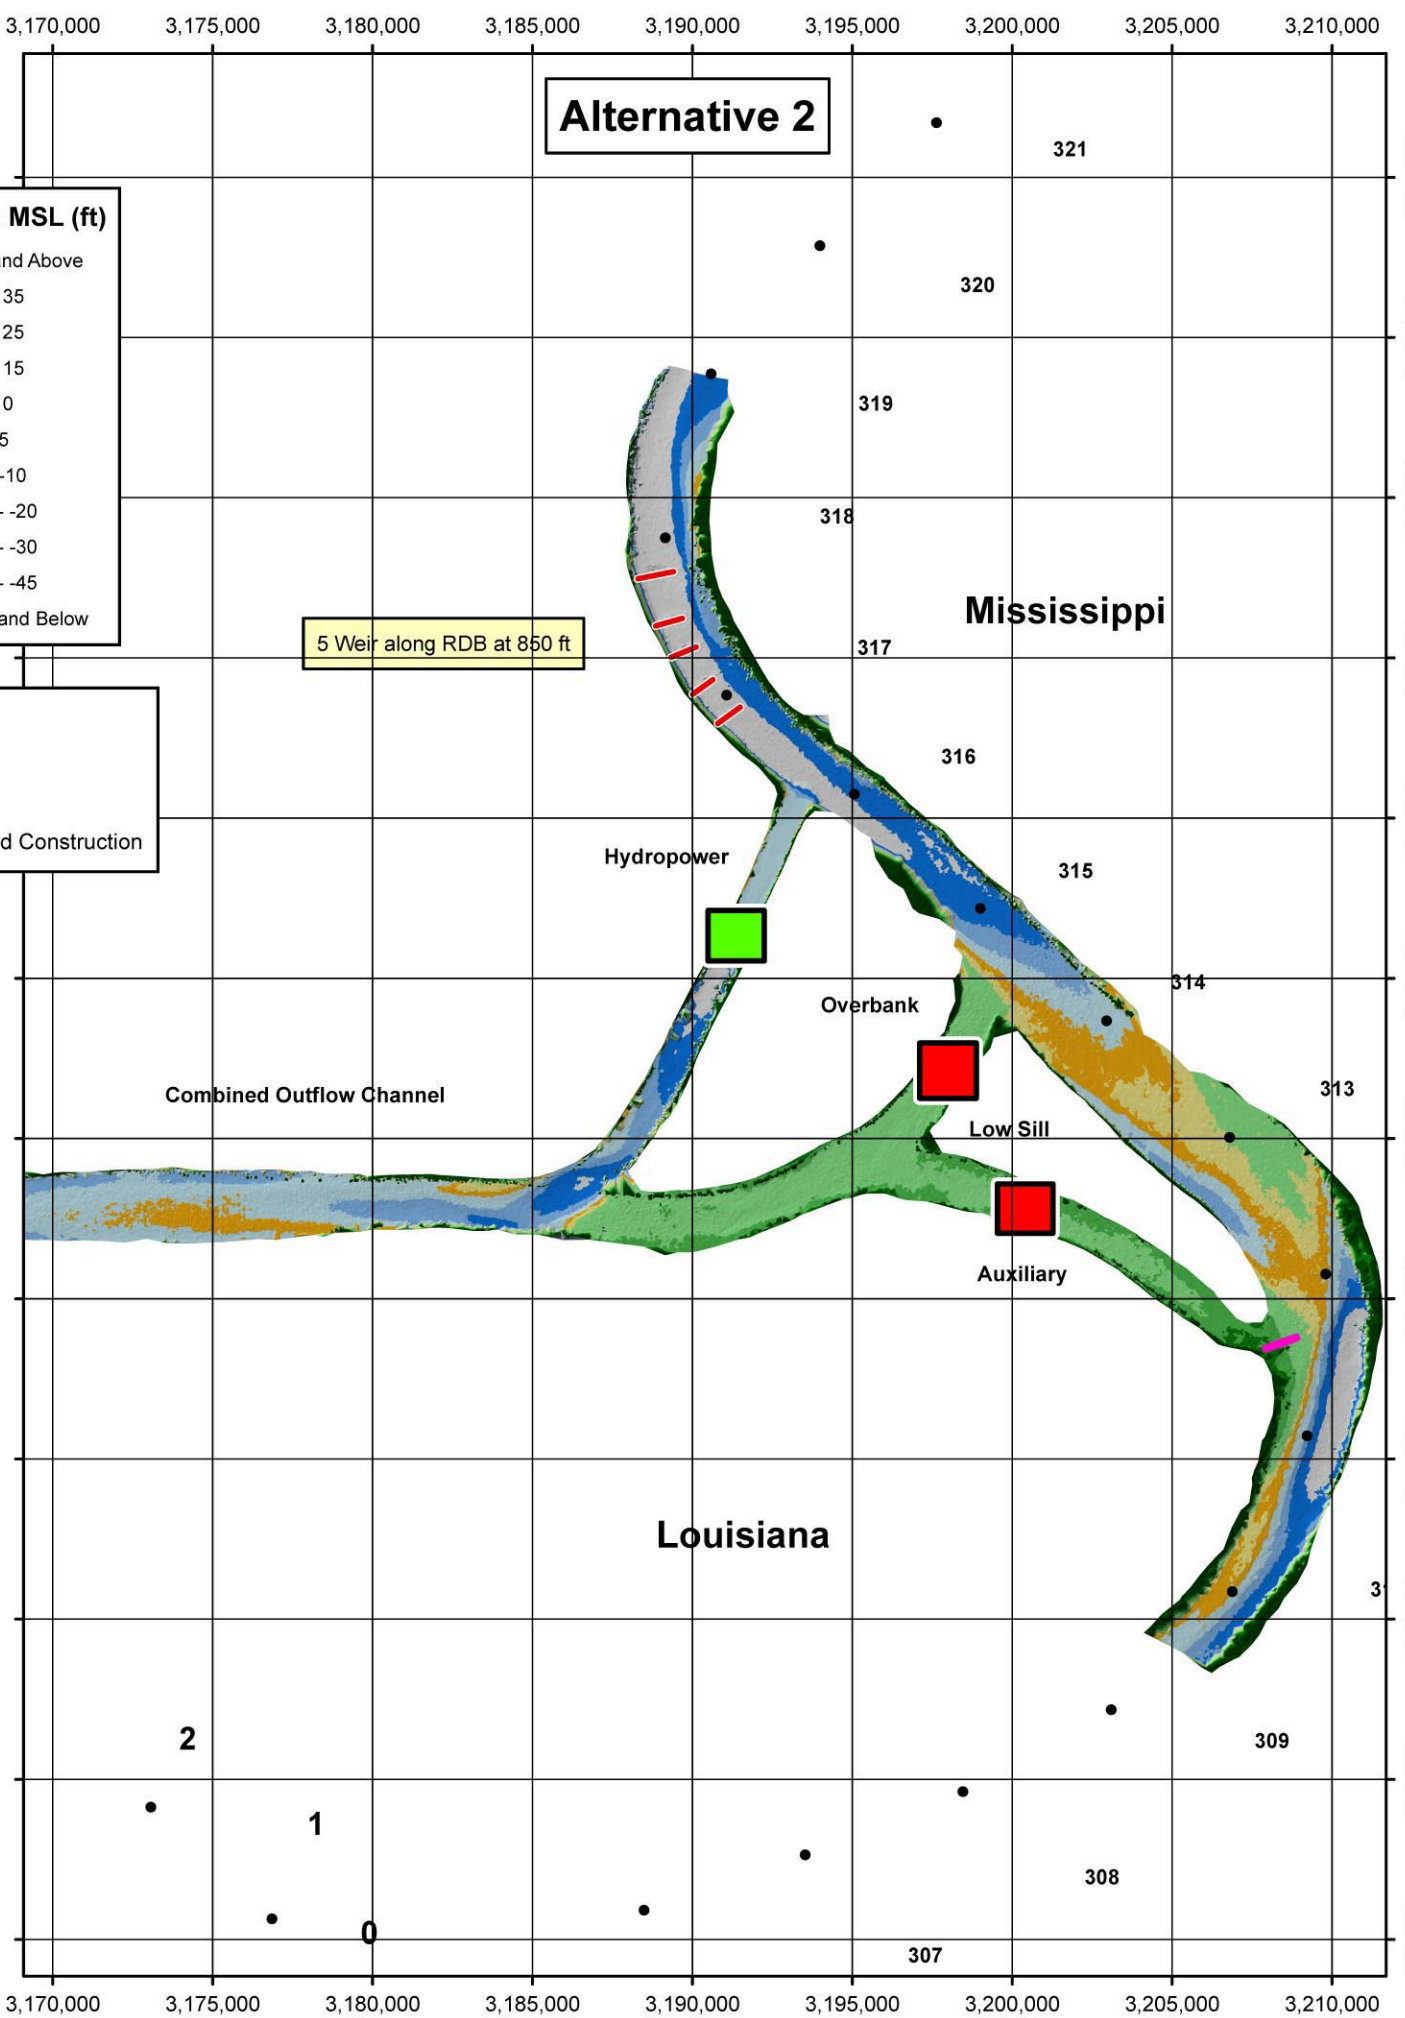 3,170,000 3,175,000 3,180,000 3,185,000 3,190,000 3,195,000 3,200,000 3,205,000 3,210,000
Alternative 2
321
MSL (ft)
nd Above
35
320
25
15
0
319
5
-10
- -20
318
- -30
- -45
Mississippi
and Below
5 Weir along RDB at 850 ft
317
316
d Construction
Hydropower
315
314
Overbank
Combined Outflow Channel
313
Low Sill
Auxiliary
Louisiana
2
309
1
308
0
307
3,170,000 3,175,000 3,180,000 3,185,000 3,190,000 3,195,000 3,200,000 3,205,000 3,210,000